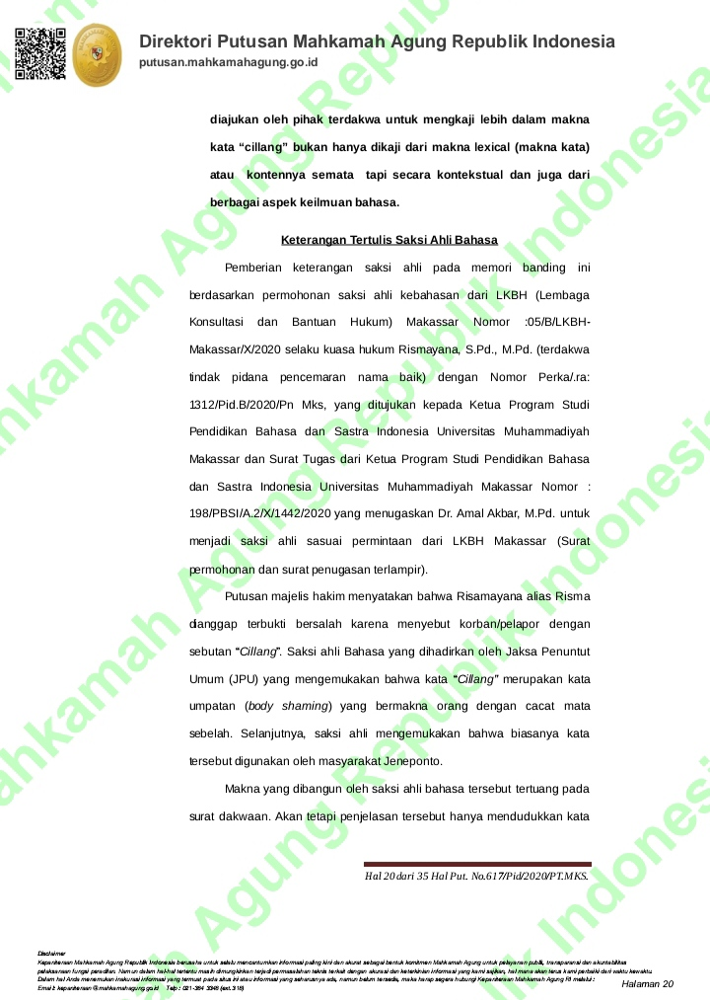 Direktori Putusan Mahkamah Agung Republik Indonesia
putusan.mahkamahagung.go.id
diajukan oleh pihak terdakwa untuk mengkaji lebih dalam makna
kata “cillang” bukan hanya dikaji dari makna lexical (makna kata)
atau kontennya semata tapi secara kontekstual dan juga dari
berbagai aspek keilmuan bahasa.
Keterangan Tertulis Saksi Ahli Bahasa
Pemberian keterangan saksi ahli pada memori banding ini
berdasarkan permohonan saksi ahli kebahasan dari LKBH (Lembaga
Konsultasi dan Bantuan Hukum) Makassar Nomor :05/B/LKBH-
Makassar/X/2020 selaku kuasa hukum Rismayana, S.Pd., M.Pd. (terdakwa
tindak pidana pencemaran nama baik) dengan Nomor Perka/.ra:
1312/Pid.B/2020/Pn Mks, yang ditujukan kepada Ketua Program Studi
Pendidikan Bahasa dan Sastra Indonesia Universitas Muhammadiyah
Makassar dan Surat Tugas dari Ketua Program Studi Pendidikan Bahasa
dan Sastra Indonesia Universitas Muhammadiyah Makassar Nomor :
198/PBSI/A.2/X/1442/2020 yang menugaskan Dr. Amal Akbar, M.Pd. untuk
menjadi saksi ahli sasuai permintaan dari LKBH Makassar (Surat
permohonan dan surat penugasan terlampir).
Putusan majelis hakim menyatakan bahwa Risamayana alias Risma
dianggap terbukti bersalah karena menyebut korban/pelapor dengan
sebutan “Cillang”. Saksi ahli Bahasa yang dihadirkan oleh Jaksa Penuntut
Umum (JPU) yang mengemukakan bahwa kata “Cillang” merupakan kata
umpatan (body shaming) yang bermakna orang dengan cacat mata
sebelah. Selanjutnya, saksi ahli mengemukakan bahwa biasanya kata
tersebut digunakan oleh masyarakat Jeneponto.
Makna yang dibangun oleh saksi ahli bahasa tersebut tertuang pada
surat dakwaan. Akan tetapi penjelasan tersebut hanya mendudukkan kata
Hal 20 dari 35 Hal Put. No.617/Pid/2020/PT.MKS.
Disclaimer
Kepaniteraan Mahkamah Agung Republik Indonesia berusaha untuk selalu mencantumkan informasi paling kini dan akurat sebagai bentuk komitmen Mahkamah Agung untuk pelayanan publik, transparansi dan akuntabilitas
pelaksanaan fungsi peradilan. Namun dalam hal-hal tertentu masih dimungkinkan terjadi permasalahan teknis terkait dengan akurasi dan keterkinian informasi yang kami sajikan, hal mana akan terus kami perbaiki dari waktu kewaktu.
Dalam hal Anda menemukan inakurasi informasi yang termuat pada situs ini atau informasi yang seharusnya ada, namun belum tersedia, maka harap segera hubungi Kepaniteraan Mahkamah Agung RI melalui :
Email : kepaniteraan@mahkamahagung.go.id Telp : 021-384 3348 (ext.318)
Halaman 20